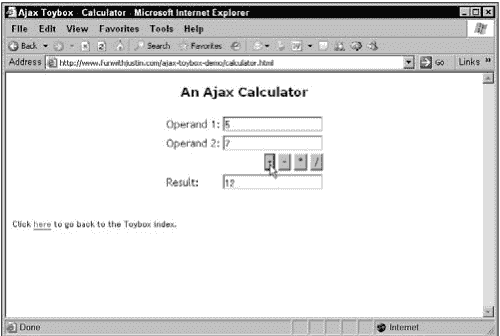 Ajax Toybox - Calculator - Microsoft Internet Explorer
File Edit View Favorites Tools Help
Back Search Favorites
Address http://www.funwithjustin.com/ajax-toybox-demo/calculator.html Go Links »
An Ajax Calculator
Operand 1: 5
Operand 2: 7
+ - * /
Result: 12
Click here to go back to the Toybox index.
Done Internet